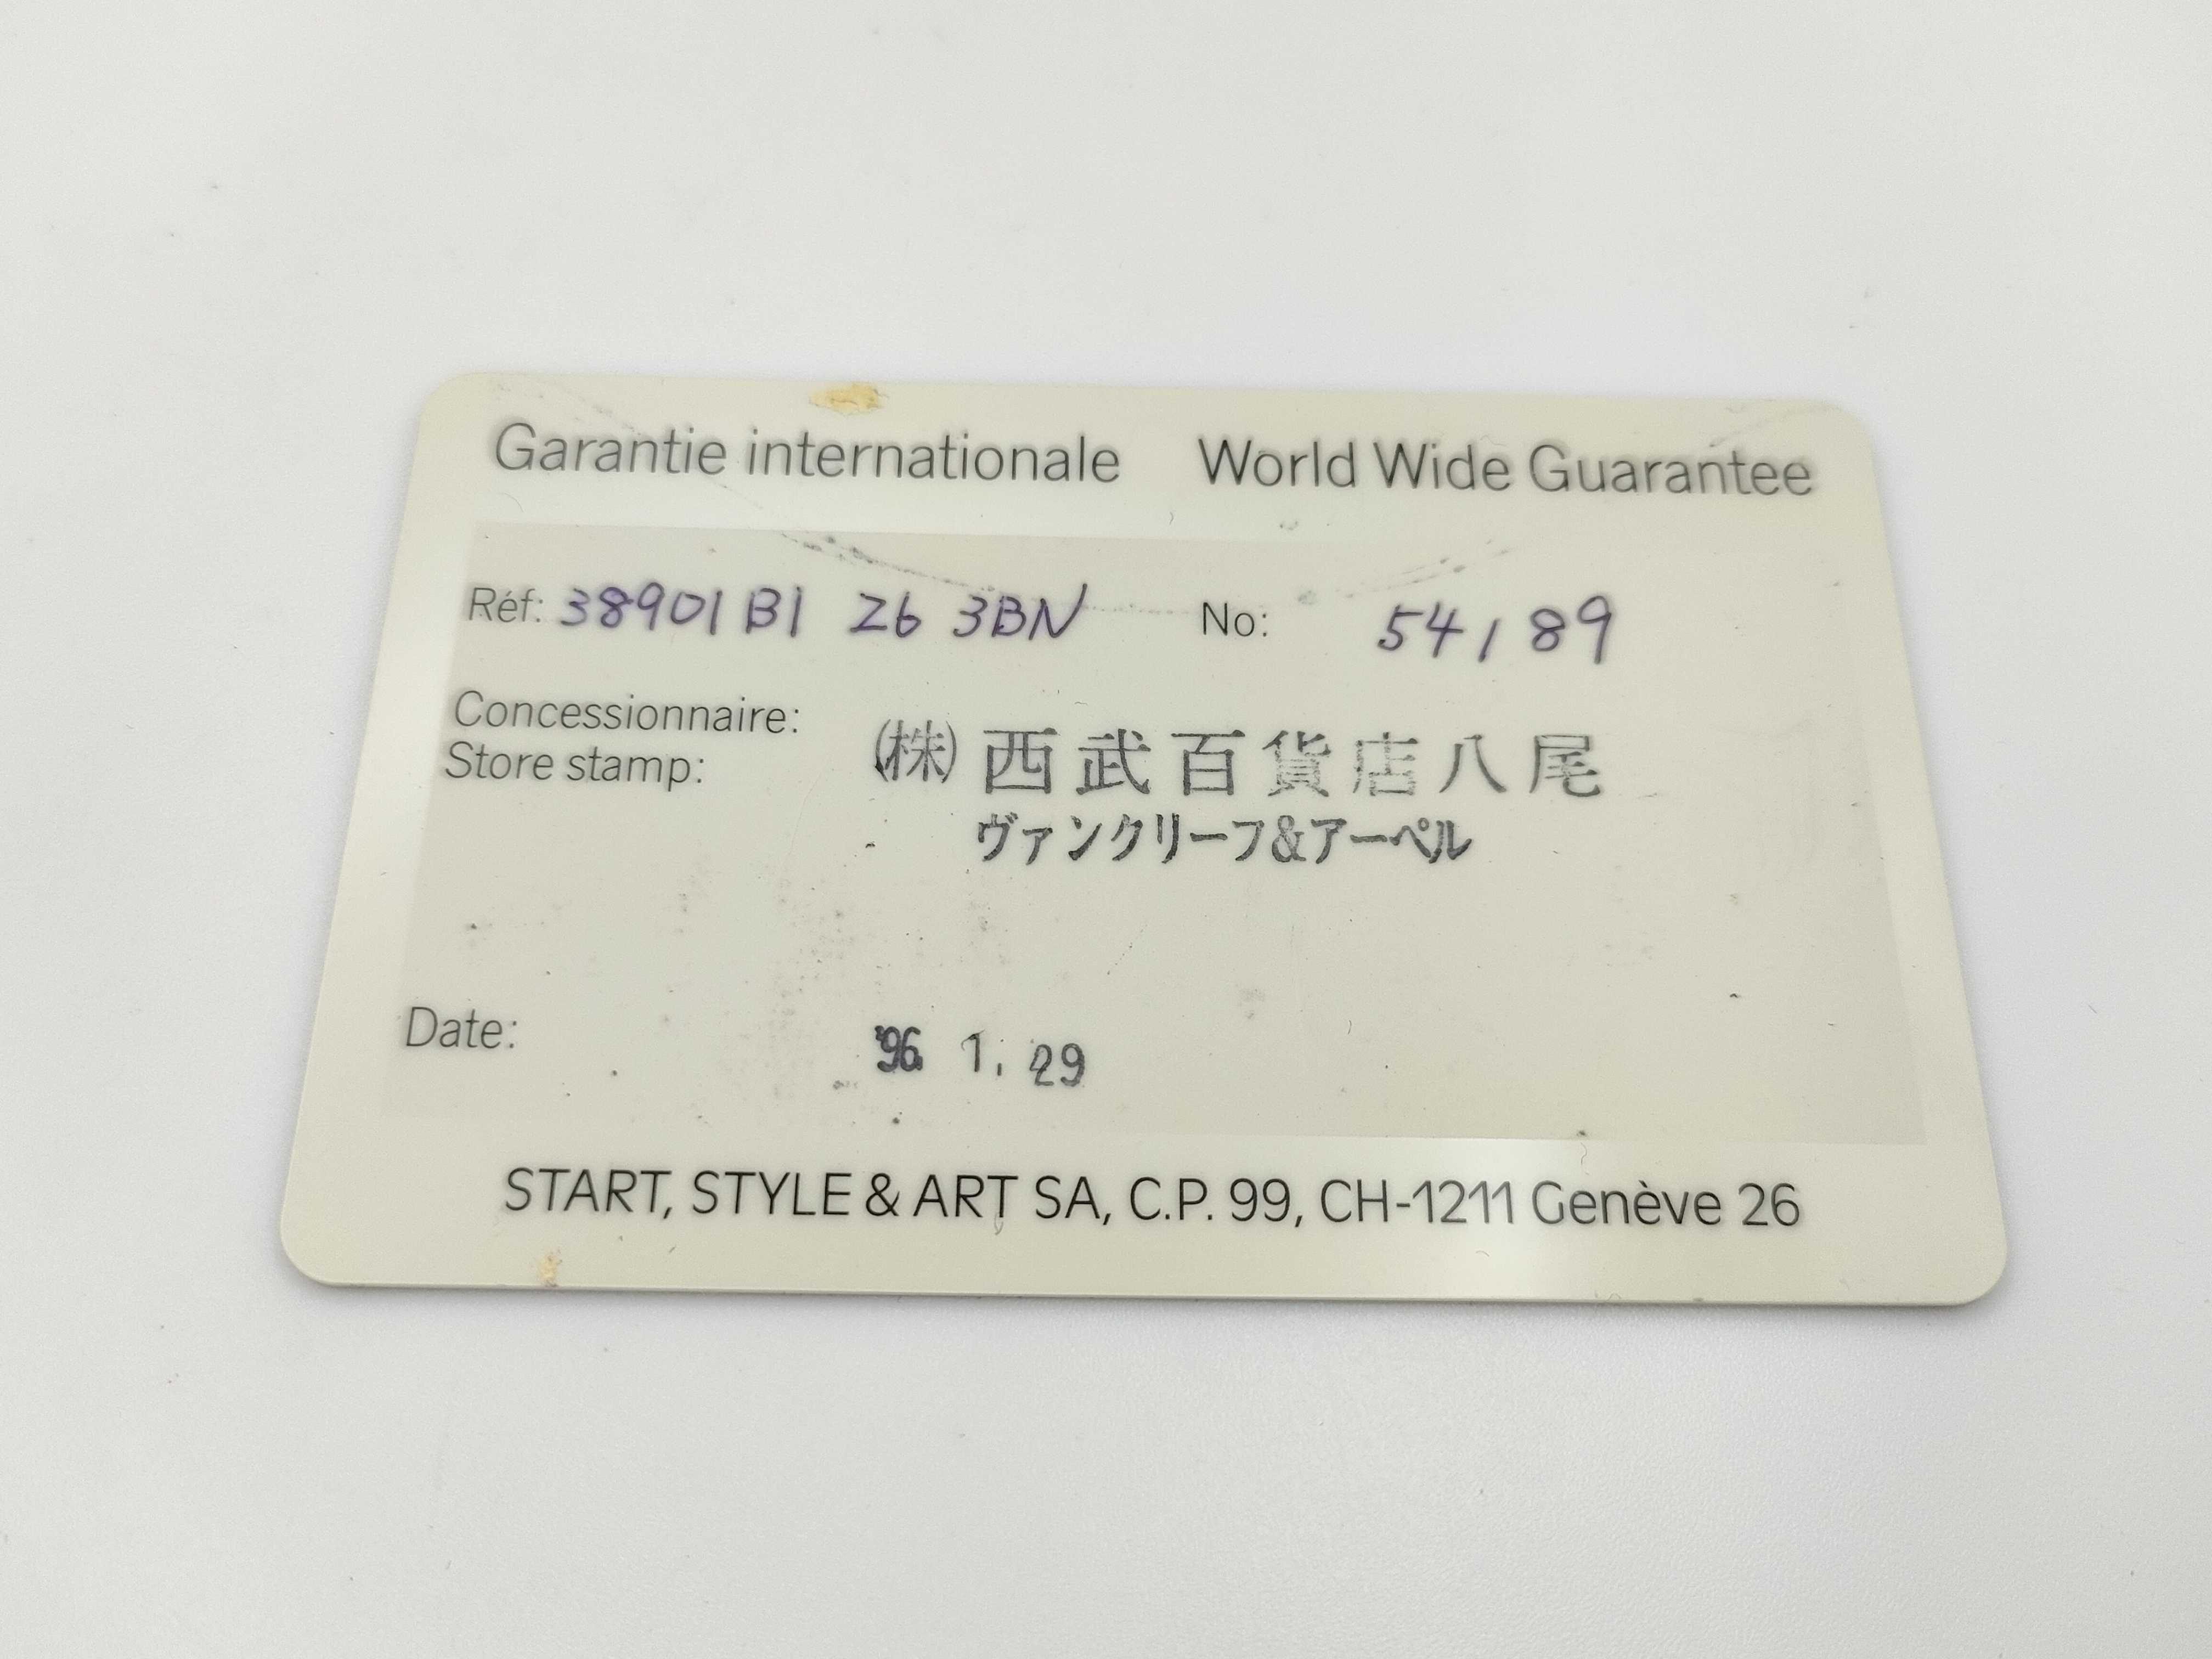 Garantie internationale World Wide Guarantee
Réf: 38901 B1 Z6 3BN No: 54189
Concessionnaire:
Store stamp:
(株) 西武百貨店八尾
ヴァンクリーフ&アーペル
Date: '96. 1. 29
START, STYLE & ART SA, C.P. 99, CH-1211 Genève 26